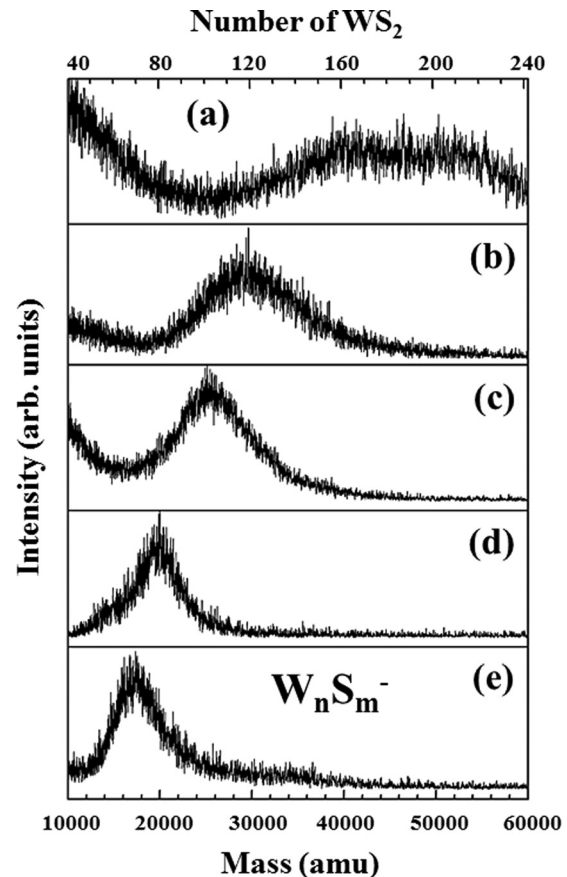 Number of WS₂
40 80 120 160 200 240
(a)
(b)
(c)
(d)
WₙSₘ⁻ (e)
Intensity (arb. units)
10000 20000 30000 40000 50000 60000
Mass (amu)